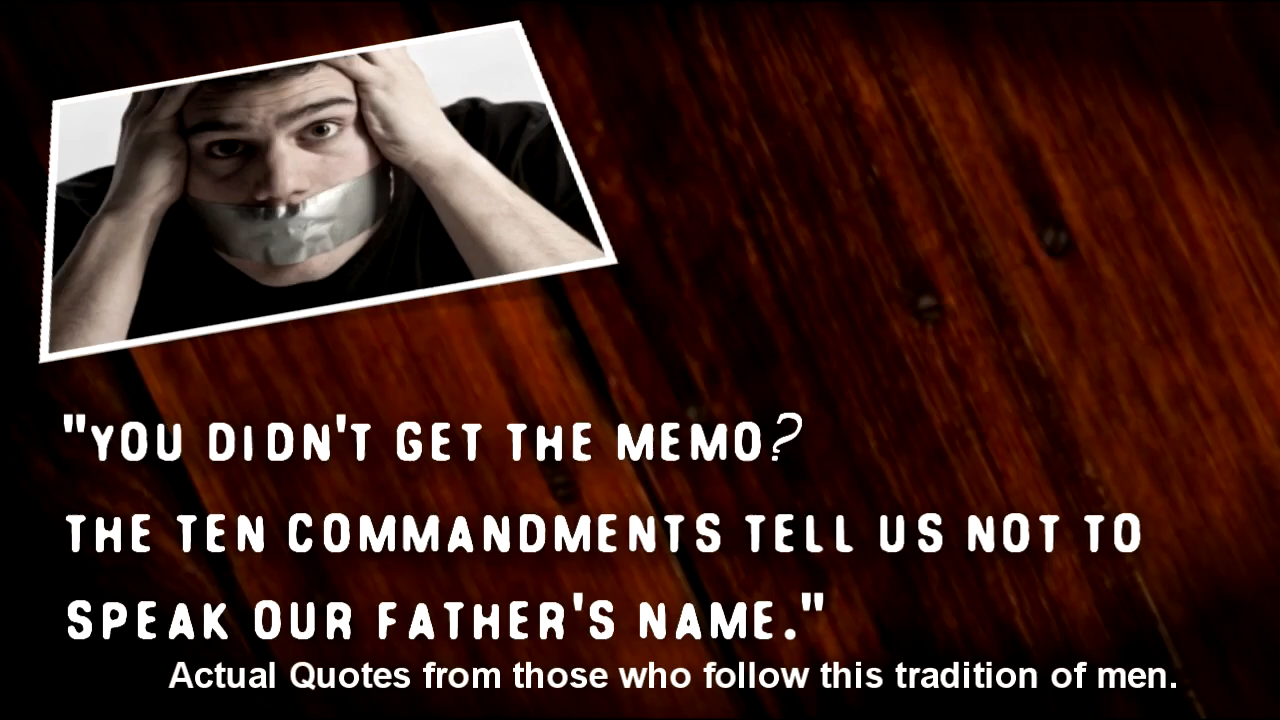 "YOU DIDN'T GET THE MEMO?
THE TEN COMMANDMENTS TELL US NOT TO
SPEAK OUR FATHER'S NAME."
Actual Quotes from those who follow this tradition of men.